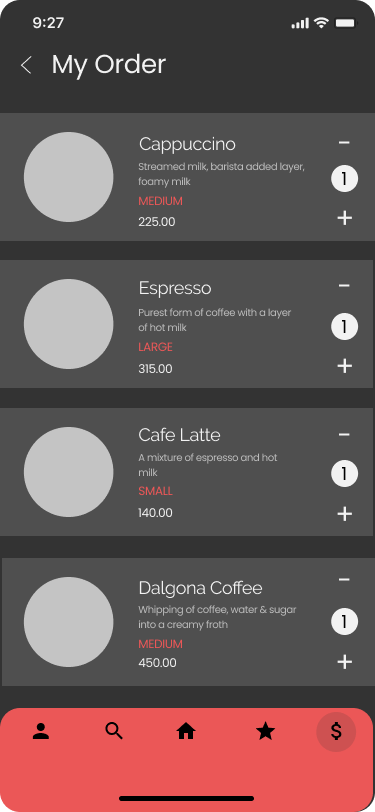 9:27
My Order
Cappuccino
Streamed milk, barista added layer,
foamy milk
MEDIUM
225.00
-
1
+
Espresso
Purest form of coffee with a layer
of hot milk
LARGE
315.00
-
1
+
Cafe Latte
A mixture of espresso and hot
milk
SMALL
140.00
-
1
+
Dalgona Coffee
Whipping of coffee, water & sugar
into a creamy froth
MEDIUM
450.00
-
1
+
$